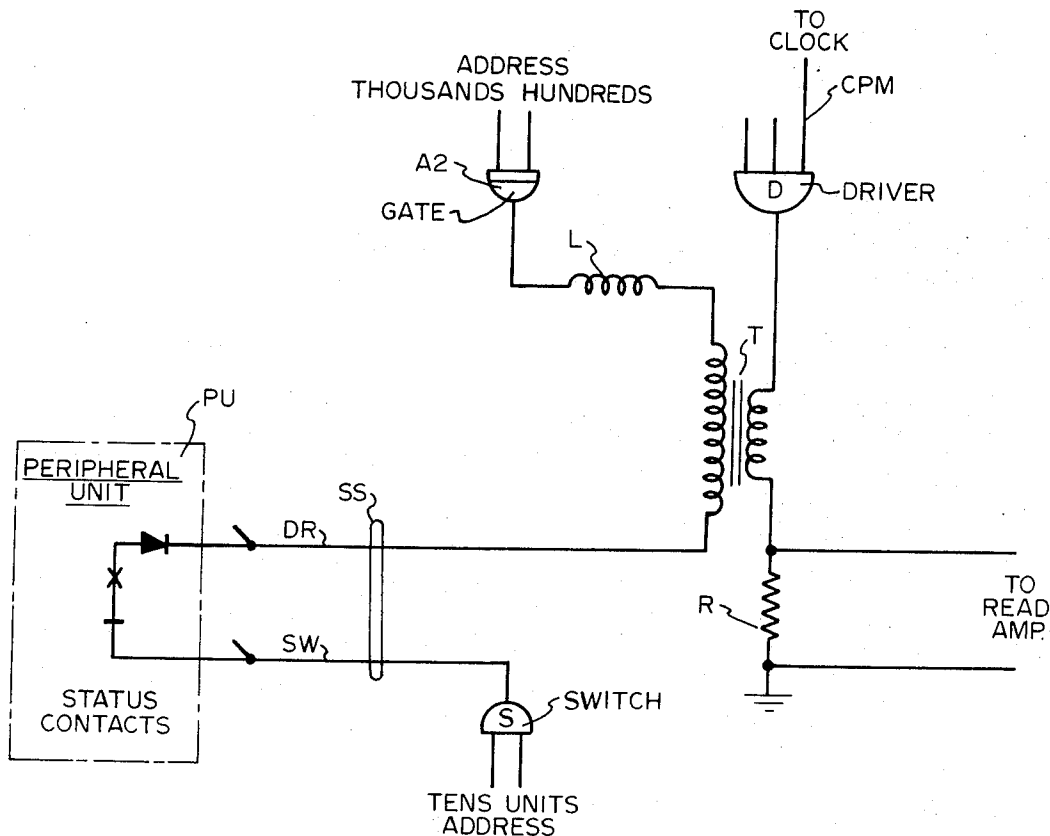 TO
CLOCK
CPM
ADDRESS
THOUSANDS HUNDREDS
A2
GATE
D
DRIVER
L
T
PU
PERIPHERAL
UNIT
SS
DR
SW
STATUS
CONTACTS
R
TO
READ
AMP.
S
SWITCH
TENS UNITS
ADDRESS